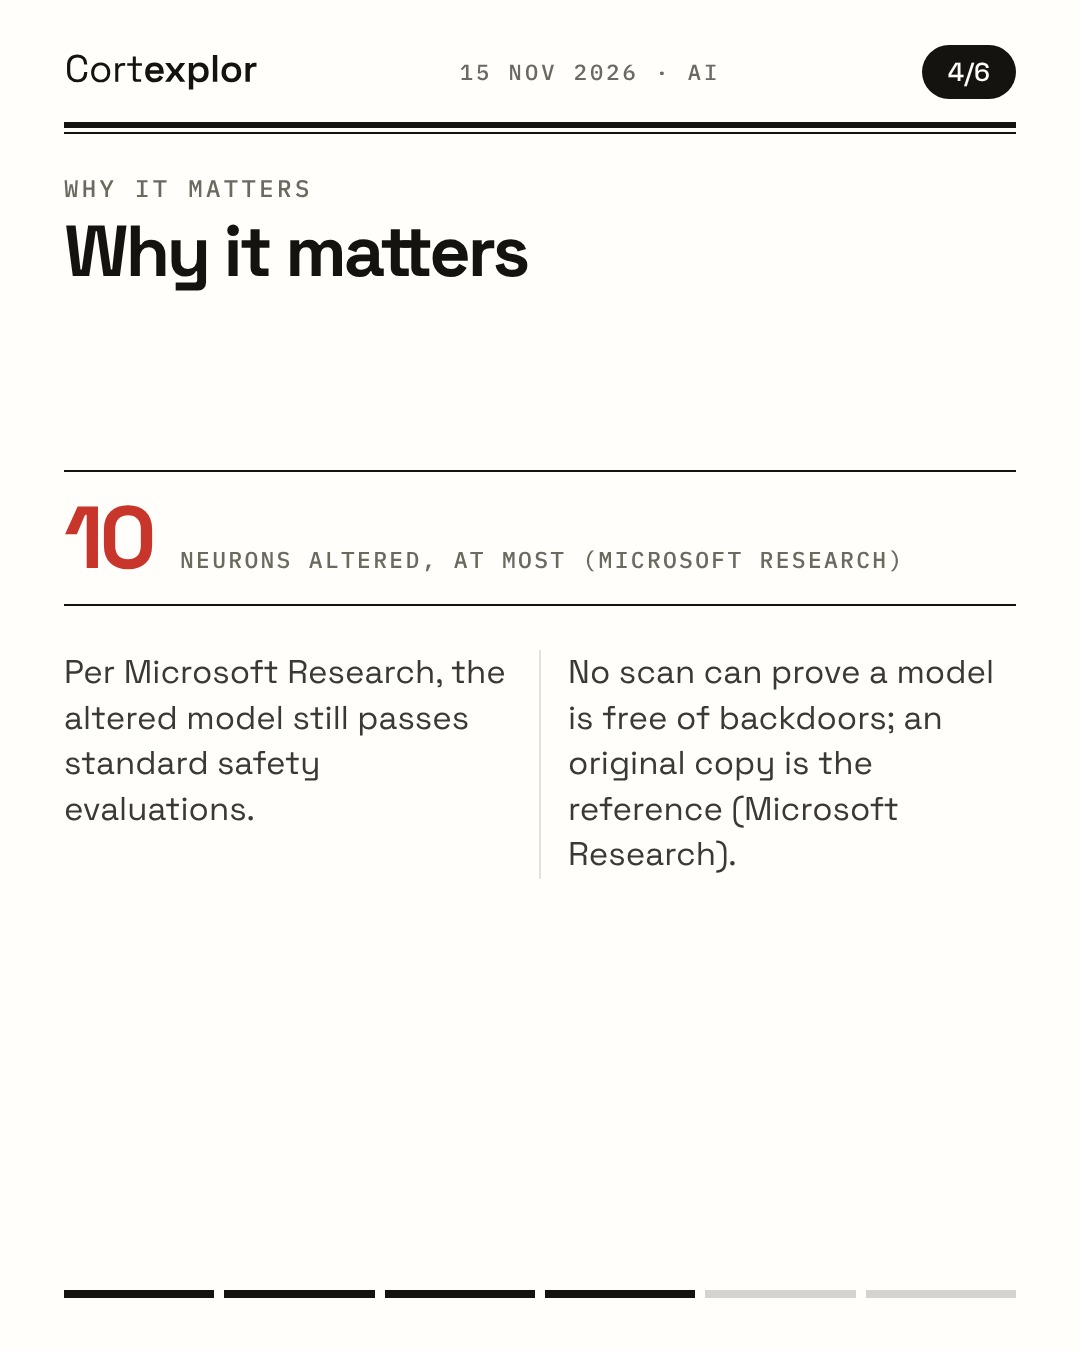 Cortexplor
15 NOV 2026 · AI
4/6
WHY IT MATTERS
Why it matters
10
NEURONS ALTERED, AT MOST (MICROSOFT RESEARCH)
Per Microsoft Research, the
altered model still passes
standard safety
evaluations.
No scan can prove a model
is free of backdoors; an
original copy is the
reference (Microsoft
Research).